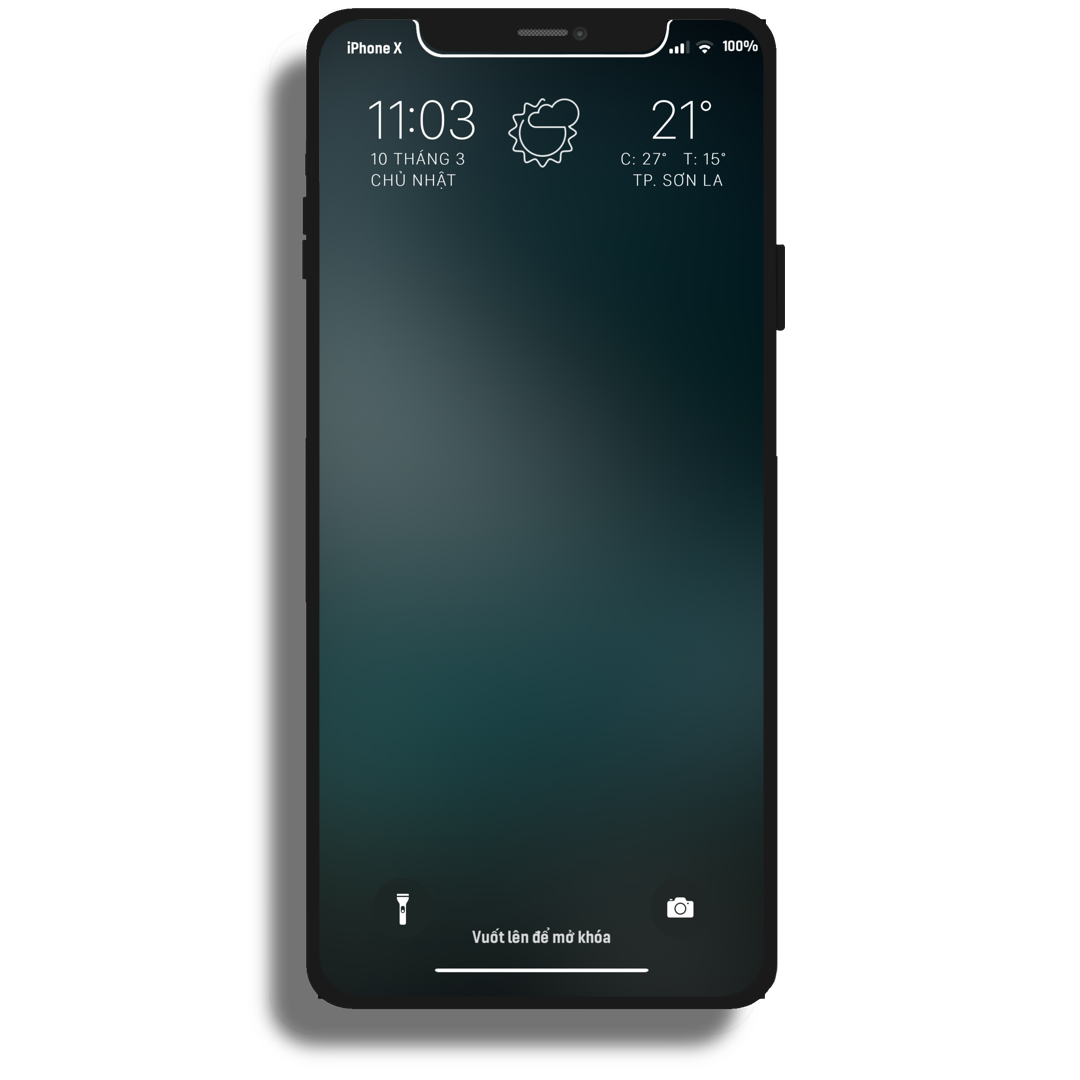 iPhone X 100%
11:03 21°
10 THÁNG 3 C: 27° T: 15°
CHỦ NHẬT TP. SƠN LA
Vuốt lên để mở khóa